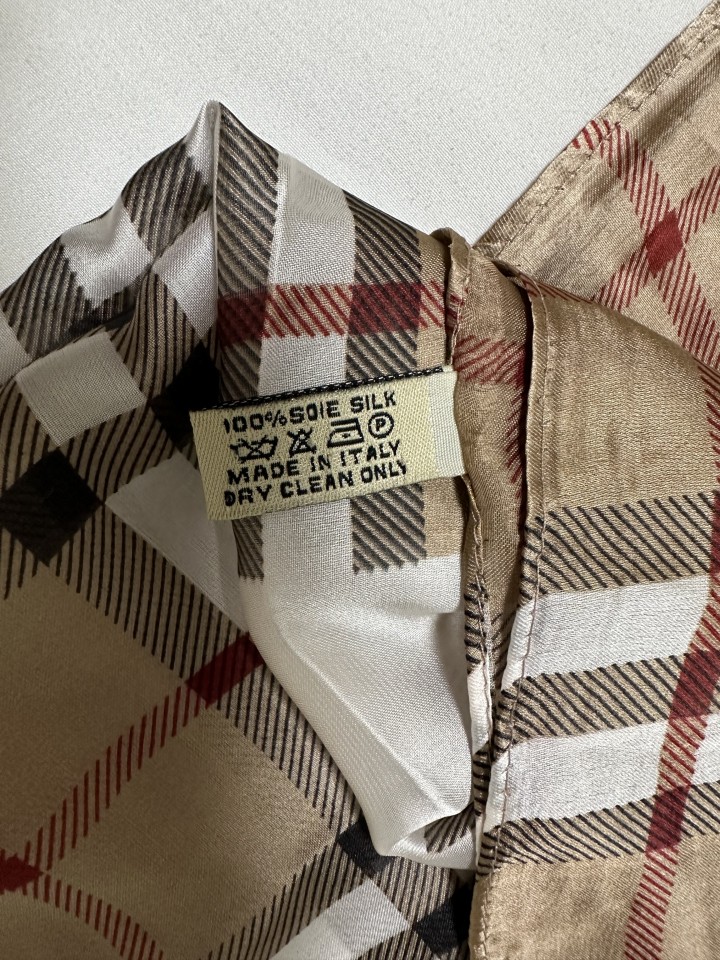 100% SOIE SILK
P
MADE IN ITALY
DRY CLEAN ONLY